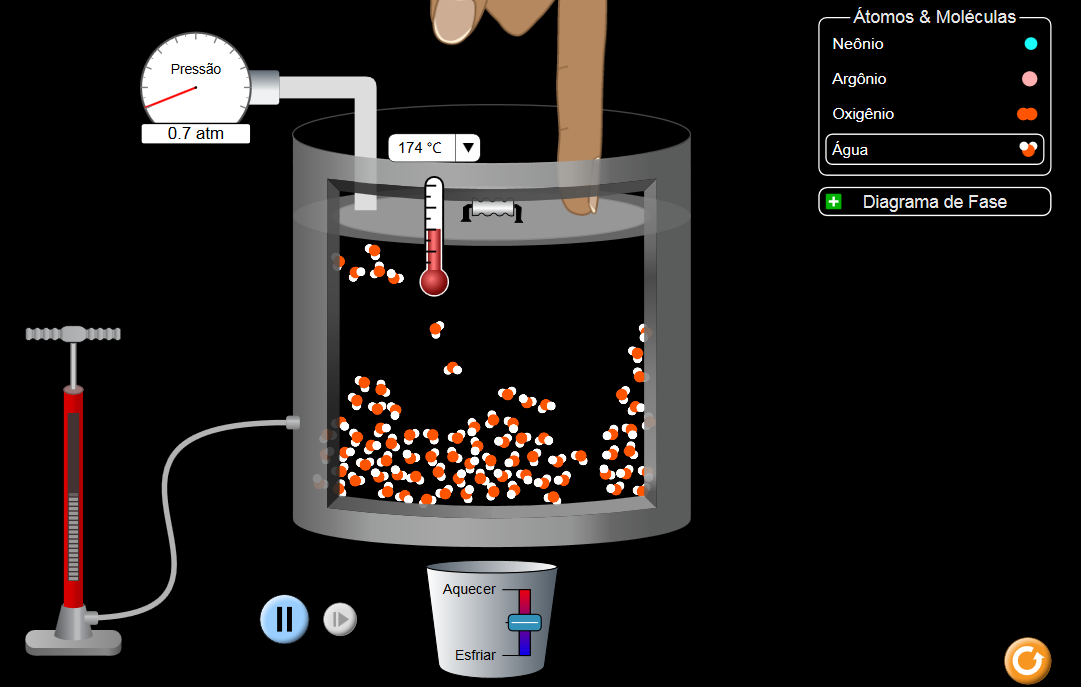 Pressão
0.7 atm
174 °C
Átomos & Moléculas
Neônio
Argônio
Oxigênio
Água
Diagrama de Fase
Aquecer
Esfriar